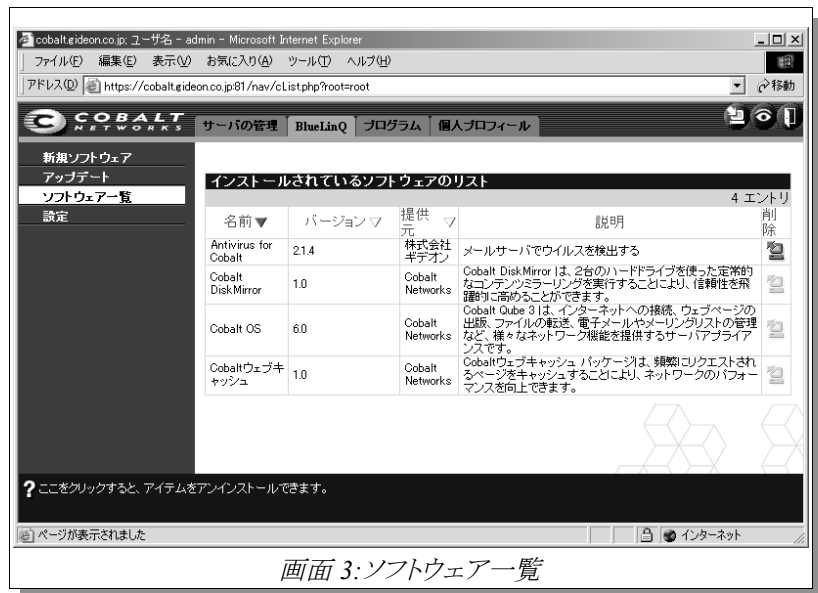 cobalt.gideon.co.jp; ユーザ名 - admin - Microsoft Internet Explorer
ファイル(F) 編集(E) 表示(V) お気に入り(A) ツール(T) ヘルプ(H)
アドレス(D) https://cobalt.gideon.co.jp:81/nav/cList.php?root=root 移動
COBALT
NETWORKS
サーバの管理 BlueLinQ プログラム 個人プロフィール
新規ソフトウェア
アップデート
ソフトウェアー覧
設定
インストールされているソフトウェアのリスト
4 エントリ
名前▼ バージョン▽ 提供元 ▽ 説明 削除
Antivirus for
Cobalt
2.1.4
株式会社
ギデオン
メールサーバでウイルスを検出する
Cobalt
DiskMirror
1.0
Cobalt
Networks
Cobalt DiskMirror は、2台のハードドライブを使った定常的
なコンテンツミラーリングを実行することにより、信頼性を飛
躍的に高めることができます。
Cobalt OS
6.0
Cobalt
Networks
Cobalt Qube 3 は、インターネットへの接続、ウェブページの
出版、ファイルの転送、電子メールやメーリングリストの管理
など、様々なネットワーク機能を提供するサーバアプライア
ンスです。
Cobaltウェブキ
ャッシュ
1.0
Cobalt
Networks
Cobaltウェブキャッシュ パッケージは、頻繁にリクエストされ
るページをキャッシュすることにより、ネットワークのパフォー
マンスを向上できます。
?ここをクリックすると、アイテムをアンインストールできます。
ページが表示されました インターネット
画面 3:ソフトウェアー覧